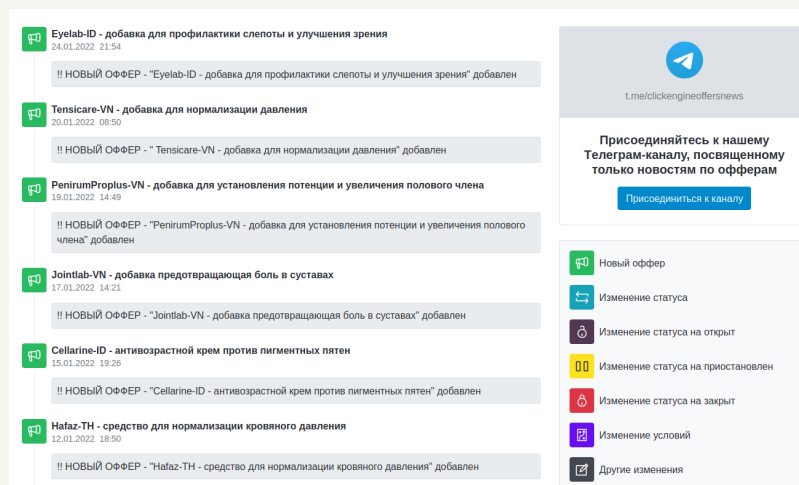 Eyelab-ID - добавка для профилактики слепоты и улучшения зрения
24.01.2022 21:54
!! НОВЫЙ ОФФЕР - "Eyelab-ID - добавка для профилактики слепоты и улучшения зрения" добавлен
Tensicare-VN - добавка для нормализации давления
20.01.2022 08:50
!! НОВЫЙ ОФФЕР - " Tensicare-VN - добавка для нормализации давления" добавлен
PenirumProplus-VN - добавка для установления потенции и увеличения полового члена
19.01.2022 14:49
!! НОВЫЙ ОФФЕР - "PenirumProplus-VN - добавка для установления потенции и увеличения полового
члена" добавлен
Jointlab-VN - добавка предотвращающая боль в суставах
17.01.2022 14:21
!! НОВЫЙ ОФФЕР - "Jointlab-VN - добавка предотвращающая боль в суставах" добавлен
Cellarine-ID - антивозрастной крем против пигментных пятен
15.01.2022 19:26
!! НОВЫЙ ОФФЕР - "Cellarine-ID - антивозрастной крем против пигментных пятен" добавлен
Hafaz-TH - средство для нормализации кровяного давления
12.01.2022 18:50
!! НОВЫЙ ОФФЕР - "Hafaz-TH - средство для нормализации кровяного давления" добавлен
t.me/clickengineoffersnews
Присоединяйтесь к нашему
Телеграм-каналу, посвященному
только новостям по офферам
Присоединиться к каналу
Новый оффер
Изменение статуса
Изменение статуса на открыт
Изменение статуса на приостановлен
Изменение статуса на закрыт
Изменение условий
Другие изменения